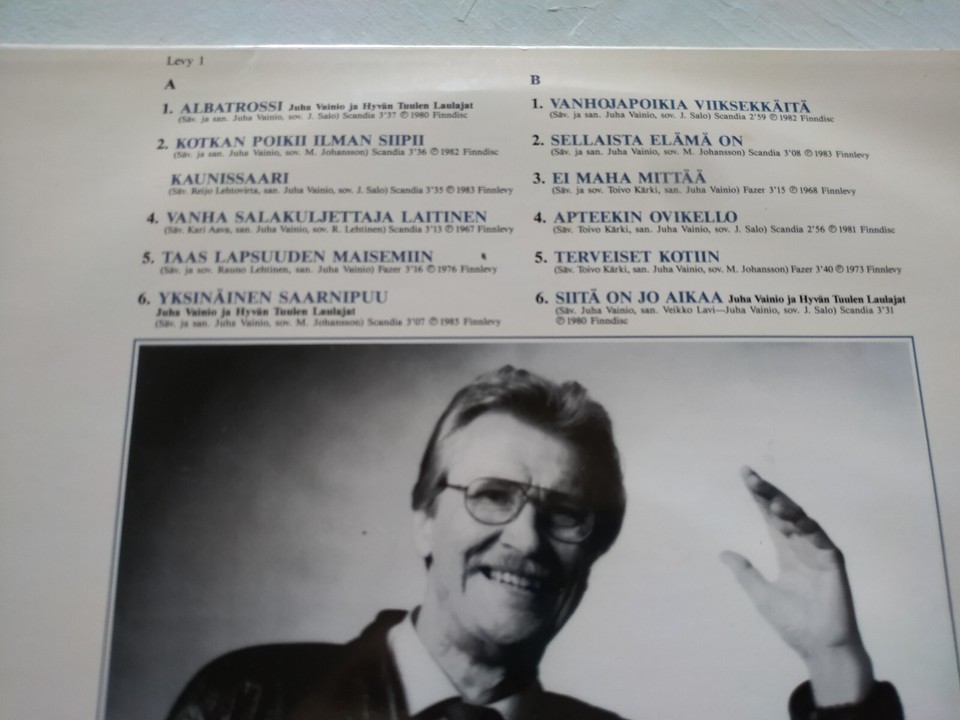 Levy 1
A
1. ALBATROSSI Juha Vainio ja Hyvän Tuulen Laulajat
(Säv. ja san. Juha Vainio, sov. J. Salo) Scandia 3'37 ℗ 1980 Finndisc
2. KOTKAN POIKII ILMAN SIIPII
(Säv. ja san. Juha Vainio, sov. M. Johansson) Scandia 3'36 ℗ 1982 Finndisc
KAUNISSAARI
(Säv. Reijo Lehtovirta, san. Juha Vainio, sov. J. Salo) Scandia 3'35 ℗ 1983 Finnlevy
4. VANHA SALAKULJETTAJA LAITINEN
(Säv. Kari Aava, san. Juha Vainio, sov. R. Lehtinen) Scandia 3'13 ℗ 1967 Finnlevy
5. TAAS LAPSUUDEN MAISEMIIN
(Säv. ja sov. Rauno Lehtinen, san. Juha Vainio) Fazer 3'16 ℗ 1976 Finnlevy
6. YKSINÄINEN SAARNIPUU
Juha Vainio ja Hyvän Tuulen Laulajat
(Säv. ja san. Juha Vainio, sov. M. Johansson) Scandia 3'07 ℗ 1985 Finnlevy
B
1. VANHOJAPOIKIA VIIKSEKKÄITÄ
(Säv. ja san. Juha Vainio, sov. J. Salo) Scandia 2'59 ℗ 1982 Finndisc
2. SELLAISTA ELÄMÄ ON
(Säv. ja san. Juha Vainio, sov. M. Johansson) Scandia 3'08 ℗ 1983 Finnlevy
3. EI MAHA MITTÄÄ
(Säv. ja sov. Toivo Kärki, san. Juha Vainio) Fazer 3'15 ℗ 1968 Finnlevy
4. APTEEKIN OVIKELLO
(Säv. Toivo Kärki, san. Juha Vainio, sov. J. Salo) Scandia 2'56 ℗ 1981 Finndisc
5. TERVEISET KOTIIN
(Säv. Toivo Kärki, san. Juha Vainio, sov. M. Johansson) Fazer 3'40 ℗ 1973 Finnlevy
6. SIITÄ ON JO AIKAA Juha Vainio ja Hyvän Tuulen Laulajat
(Säv. Juha Vainio, san. Veikko Lavi—Juha Vainio, sov. J. Salo) Scandia 3'31
℗ 1980 Finndisc